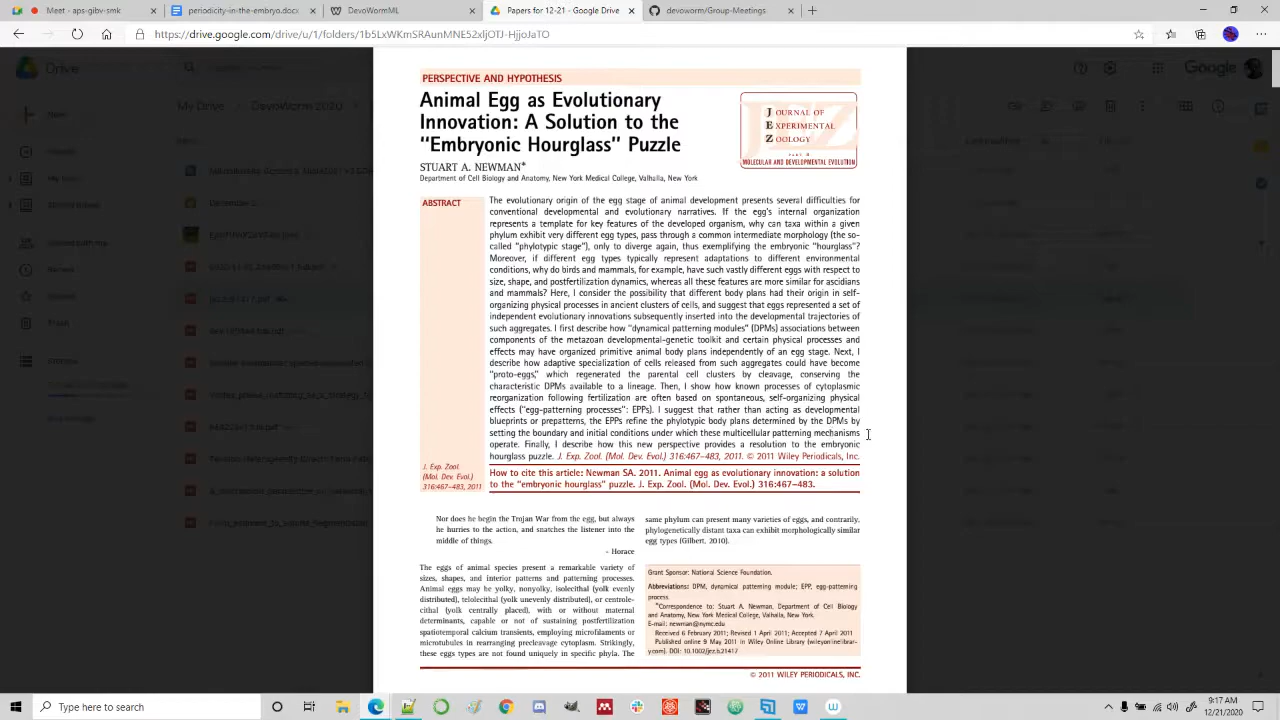 Meet - DevoWorm
periodicity-in-the-embryo.docx
DevoWormML
Papers for 12-21 - Google Drive
devoworm/Group-Meetings:
https://drive.google.com/drive/u/1/folders/1b5LxWKmSRAunMNE52xIjOTJ-HjoJaTO
Drive
My Drive
DevoWorm 2020
PERSPECTIVE AND HYPOTHESIS
Animal Egg as Evolutionary
Innovation: A Solution to the
“Embryonic Hourglass” Puzzle
JOURNAL OF
EXPERIMENTAL
ZOOLOGY
MOLECULAR AND DEVELOPMENTAL EVOLUTION
STUART A. NEWMAN*
Department of Cell Biology and Anatomy, New York Medical College, Valhalla, New York
ABSTRACT
The evolutionary origin of the egg stage of animal development presents several difficulties for
conventional developmental and evolutionary narratives. If the egg's internal organization
represents a template for key features of the developed organism, why can taxa within a given
phylum exhibit very different egg types, pass through a common intermediate morphology (the so-
called "phylotypic stage"), only to diverge again, thus exemplifying the embryonic "hourglass"?
Moreover, if different egg types typically represent adaptations to different environmental
conditions, why do birds and mammals, for example, have such vastly different eggs with respect to
size, shape, and postfertilization dynamics, whereas all these features are more similar for ascidians
and mammals? Here, I consider the possibility that different body plans had their origin in self-
organizing physical processes in ancient clusters of cells, and suggest that eggs represented a set of
independent evolutionary innovations subsequently inserted into the developmental trajectories of
such aggregates. I first describe how "dynamical patterning modules" (DPMs) associations between
components of the metazoan developmental-genetic toolkit and certain physical processes and
effects may have organized primitive animal body plans independently of an egg stage. Next, I
describe how adaptive specialization of cells released from such aggregates could have become
"proto-eggs," which regenerated the parental cell clusters by cleavage, conserving the
characteristic DPMs available to a lineage. Then, I show how known processes of cytoplasmic
reorganization following fertilization are often based on spontaneous, self-organizing physical
effects ("egg-patterning processes": EPPs). I suggest that rather than acting as developmental
blueprints or prepatterns, the EPPs refine the phylotypic body plans determined by the DPMs by
setting the boundary and initial conditions under which these multicellular patterning mechanisms
operate. Finally, I describe how this new perspective provides a resolution to the embryonic
hourglass puzzle. J. Exp. Zool. (Mol. Dev. Evol.) 316:467–483, 2011. © 2011 Wiley Periodicals, Inc.
J. Exp. Zool.
(Mol. Dev. Evol.)
316:467–483, 2011
How to cite this article: Newman SA. 2011. Animal egg as evolutionary innovation: a solution
to the "embryonic hourglass" puzzle. J. Exp. Zool. (Mol. Dev. Evol.) 316:467–483.
Nor does he begin the Trojan War from the egg, but always
he hurries to the action, and snatches the listener into the
middle of things.
- Horace
The eggs of animal species present a remarkable variety of
sizes, shapes, and interior patterns and patterning processes.
Animal eggs may be yolky, nonyolky, isolecithal (yolk evenly
distributed), telolecithal (yolk unevenly distributed), or centrole-
cithal (yolk centrally placed), with or without maternal
determinants, capable or not of sustaining postfertilization
spatiotemporal calcium transients, employing microfilaments or
microtubules in rearranging precleavage cytoplasm. Strikingly,
these eggs types are not found uniquely in specific phyla. The
same phylum can present many varieties of eggs, and contrarily,
phylogenetically distant taxa can exhibit morphologically similar
egg types (Gilbert, 2010).
Grant Sponsor: National Science Foundation.
Abbreviations: DPM, dynamical patterning module; EPP, egg-patterning
process.
*Correspondence to: Stuart A. Newman, Department of Cell Biology
and Anatomy, New York Medical College, Valhalla, New York.
E-mail: newman@nymc.edu
Received 6 February 2011; Revised 1 April 2011; Accepted 7 April 2011
Published online 9 May 2011 in Wiley Online Library (wileyonlinelibrar-
y.com). DOI: 10.1002/jez.b.21417
© 2011 WILEY PERIODICALS, INC.
Type here to search
9:17 AM
12/21/2020